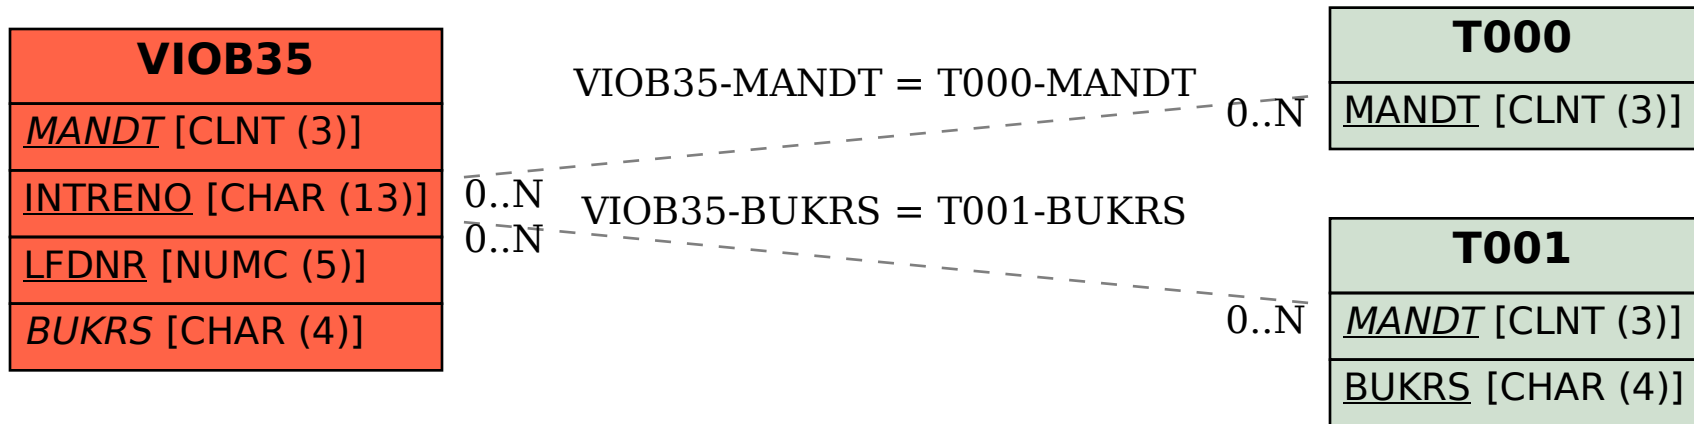 VIOB35
MANDT [CLNT (3)]
INTRENO [CHAR (13)]
LFDNR [NUMC (5)]
BUKRS [CHAR (4)]
VIOB35-MANDT = T000-MANDT
0..N
0..N
VIOB35-BUKRS = T001-BUKRS
0..N
0..N
T000
MANDT [CLNT (3)]
T001
MANDT [CLNT (3)]
BUKRS [CHAR (4)]